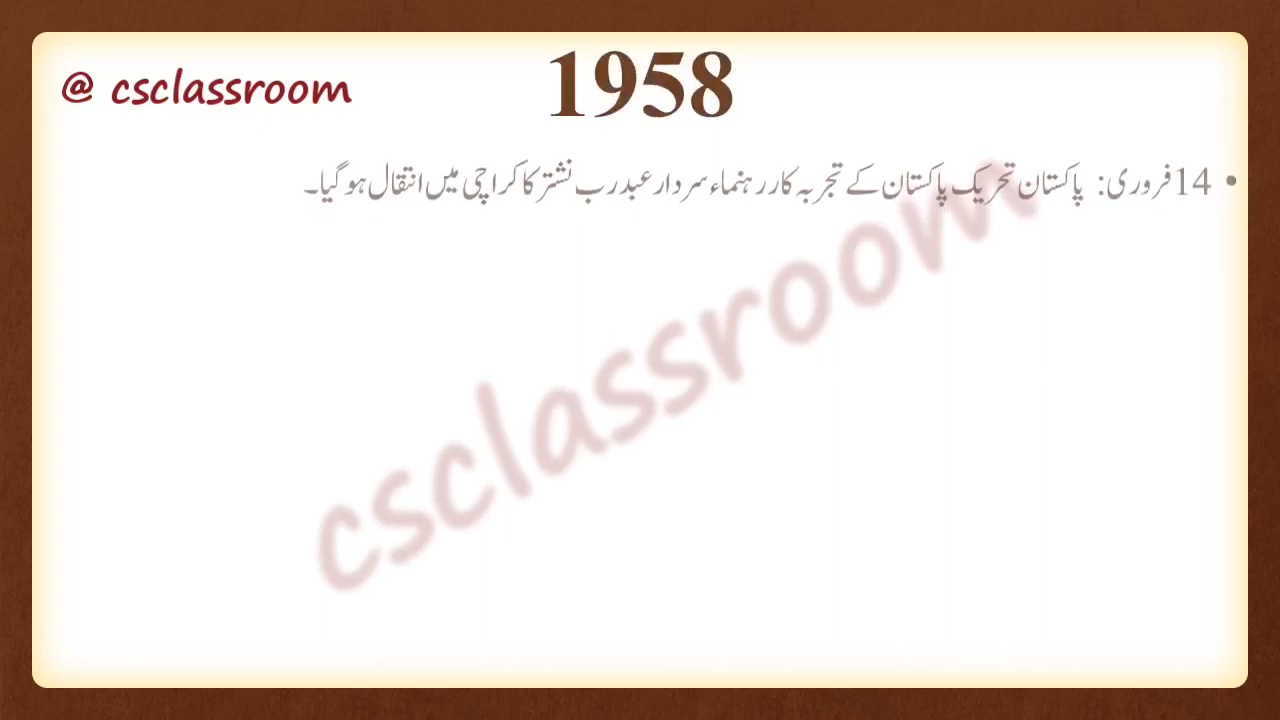 @ csclassroom
1958
• 14 فروری: پاکستان تحریک پاکستان کے تجربہ کار رہنماء سردار عبدرب نشتر کا کراچی میں انتقال ہو گیا۔
csclassroom